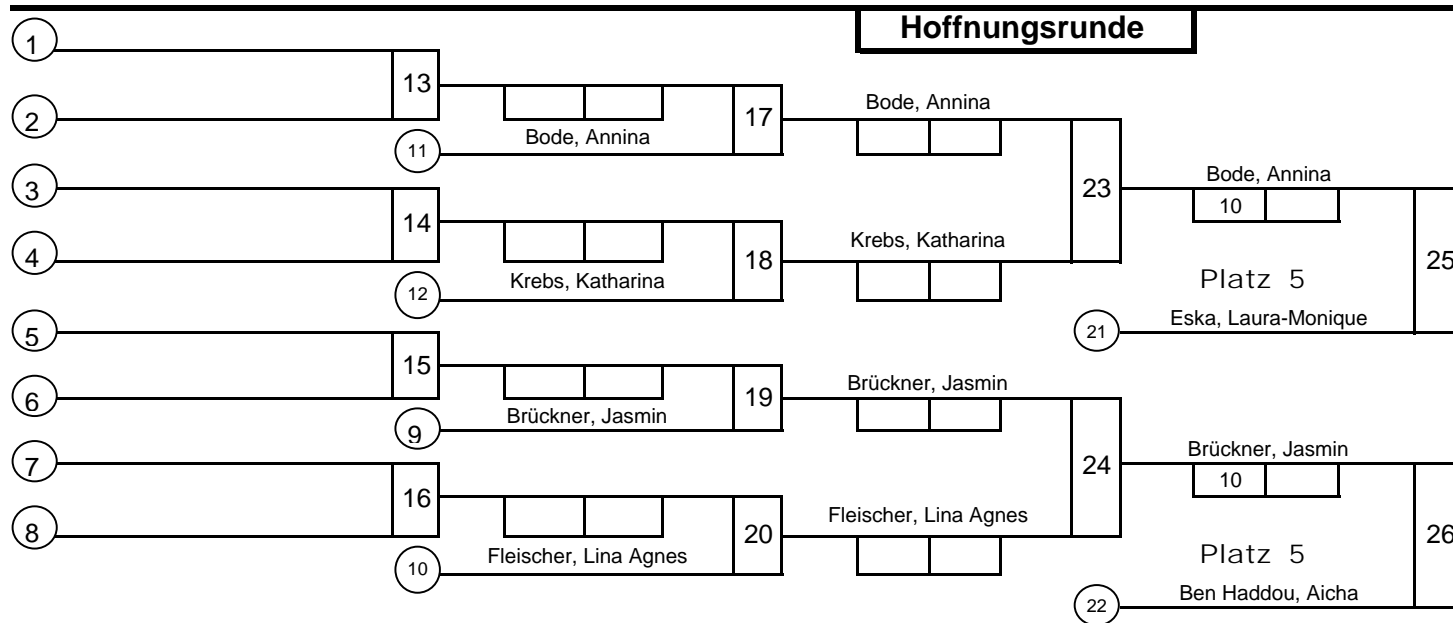 Hoffnungsrunde
1
13
2
17
Bode, Annina
Bode, Annina
11
3
23
Bode, Annina
10
14
4
18
Krebs, Katharina
Krebs, Katharina
12
Platz 5
25
5
21
Eska, Laura-Monique
15
6
19
Brückner, Jasmin
Brückner, Jasmin
9
7
24
Brückner, Jasmin
10
16
8
20
Fleischer, Lina Agnes
Fleischer, Lina Agnes
10
Platz 5
26
22
Ben Haddou, Aicha